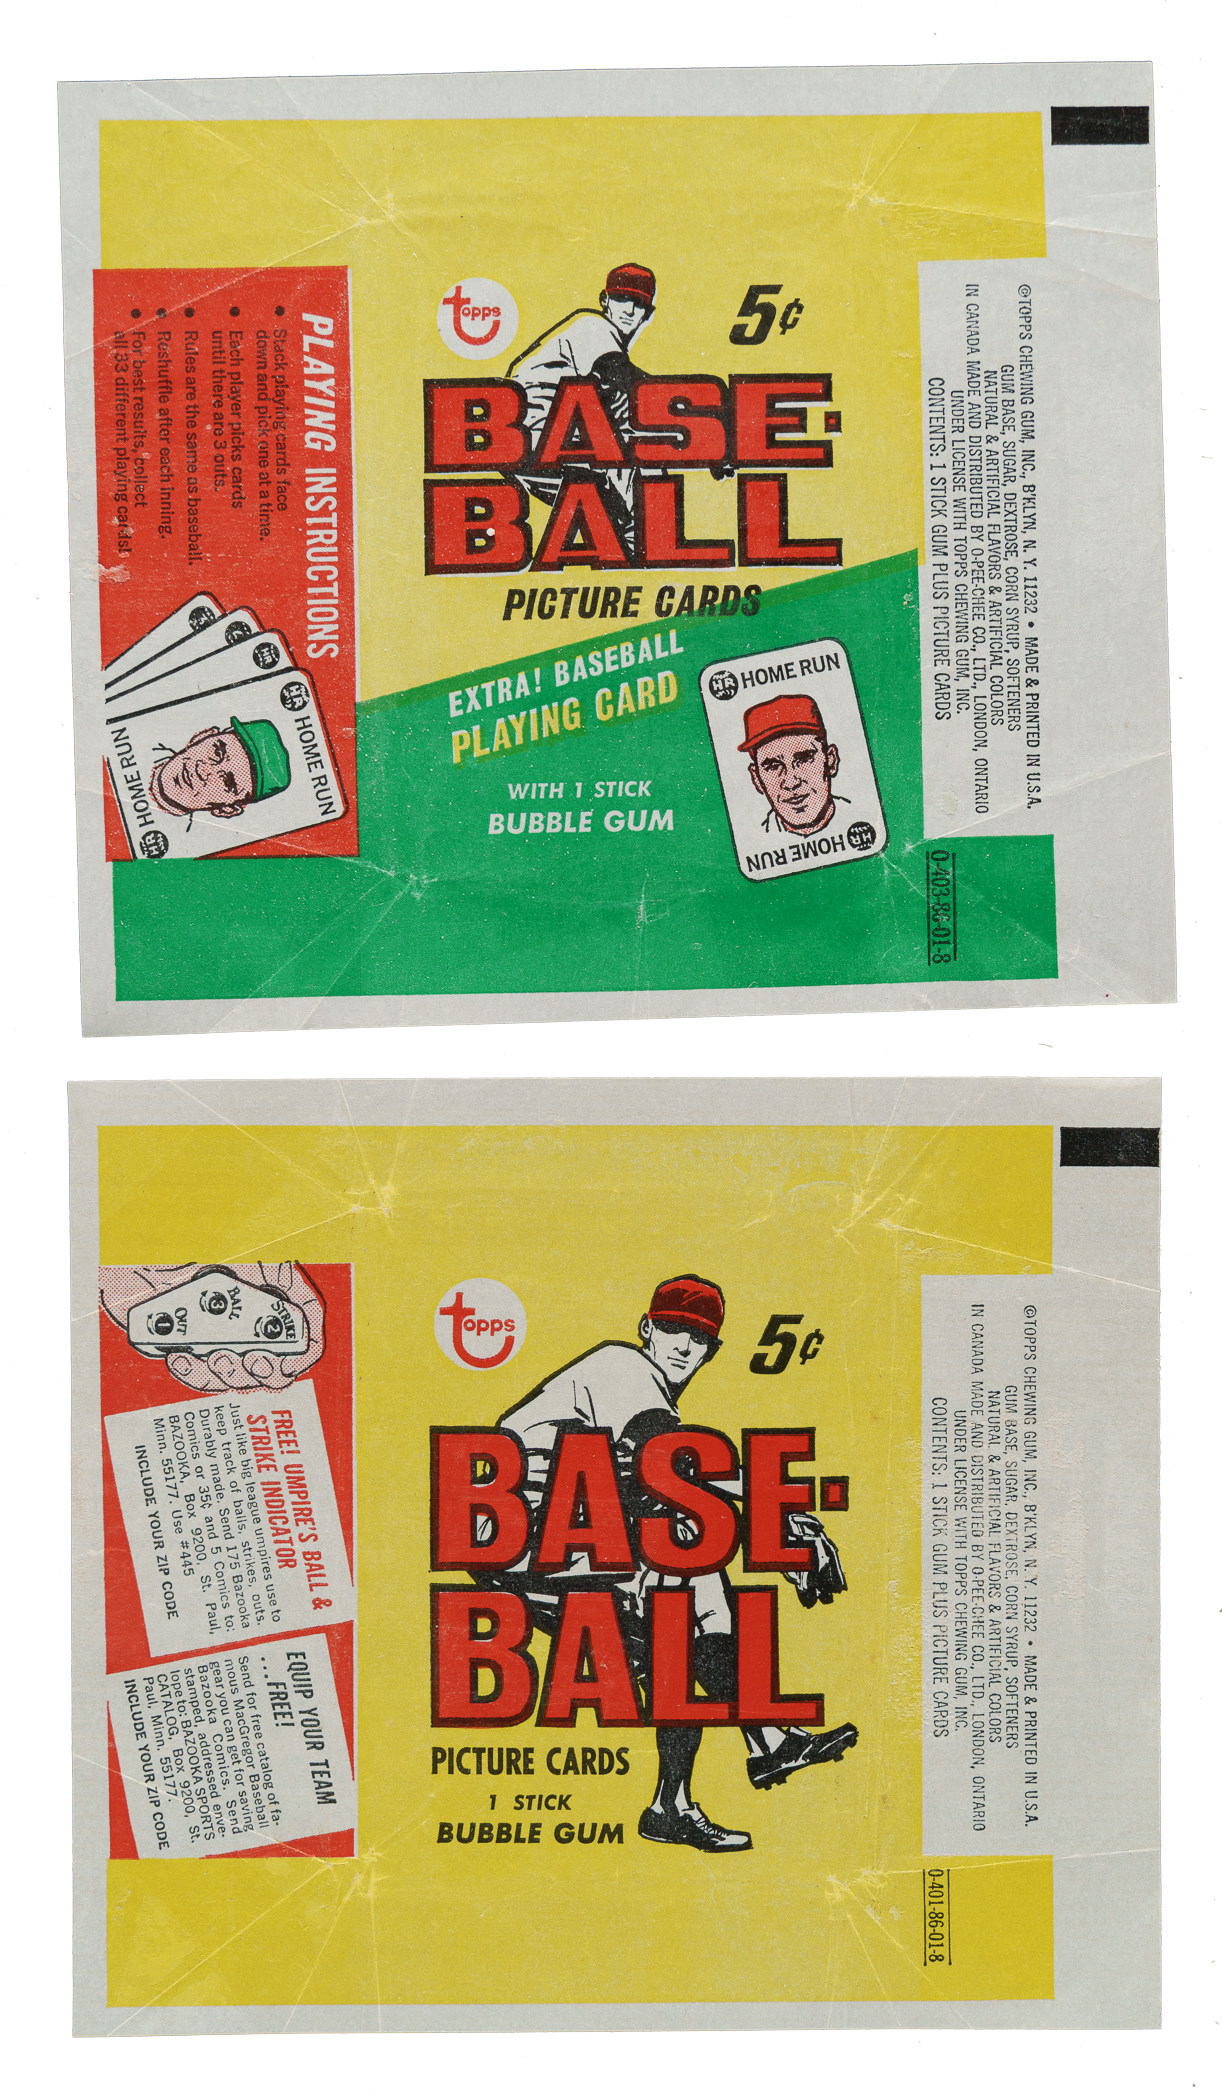 topps
5¢
BASE-
BALL
PICTURE CARDS
EXTRA! BASEBALL
PLAYING CARD
WITH 1 STICK
BUBBLE GUM
HR HOME RUN
HR HOME RUN
PLAYING INSTRUCTIONS
• Stack playing cards face
down and pick one at a time.
• Each player picks cards
until there are 3 outs.
• Rules are the same as baseball.
• Reshuffle after each inning.
• For best results, collect
all 33 different playing cards!
HR
HR HOME RUN
HR HOME RUN
©TOPPS CHEWING GUM, INC., B'KLYN, N. Y. 11232 • MADE & PRINTED IN U.S.A.
GUM BASE, SUGAR, DEXTROSE, CORN SYRUP, SOFTENERS
NATURAL & ARTIFICIAL FLAVORS & ARTIFICIAL COLORS
IN CANADA MADE AND DISTRIBUTED BY O-PEE-CHEE CO., LTD., LONDON, ONTARIO
UNDER LICENSE WITH TOPPS CHEWING GUM, INC.
CONTENTS: 1 STICK GUM PLUS PICTURE CARDS
0-403-86-01-8
topps
5¢
BASE-
BALL
PICTURE CARDS
1 STICK
BUBBLE GUM
STRIKE
2
BALL
3
OUT
1
FREE! UMPIRE'S BALL &
STRIKE INDICATOR
Just like big league umpires use to
keep track of balls, strikes, outs.
Durably made. Send 175 Bazooka
Comics or 35¢ and 5 Comics to:
BAZOOKA, Box 9200, St. Paul,
Minn. 55177. Use #445
INCLUDE YOUR ZIP CODE
EQUIP YOUR TEAM
...FREE!
Send for free catalog of fa-
mous MacGregor Baseball
gear you can get for saving
Bazooka Comics. Send
stamped, addressed enve-
lope to: BAZOOKA SPORTS
CATALOG, Box 9200, St.
Paul, Minn. 55177.
INCLUDE YOUR ZIP CODE
©TOPPS CHEWING GUM, INC., B'KLYN, N. Y. 11232 • MADE & PRINTED IN U.S.A.
GUM BASE, SUGAR, DEXTROSE, CORN SYRUP, SOFTENERS
NATURAL & ARTIFICIAL FLAVORS & ARTIFICIAL COLORS
IN CANADA MADE AND DISTRIBUTED BY O-PEE-CHEE CO., LTD., LONDON, ONTARIO
UNDER LICENSE WITH TOPPS CHEWING GUM, INC.
CONTENTS: 1 STICK GUM PLUS PICTURE CARDS
0-401-86-01-8